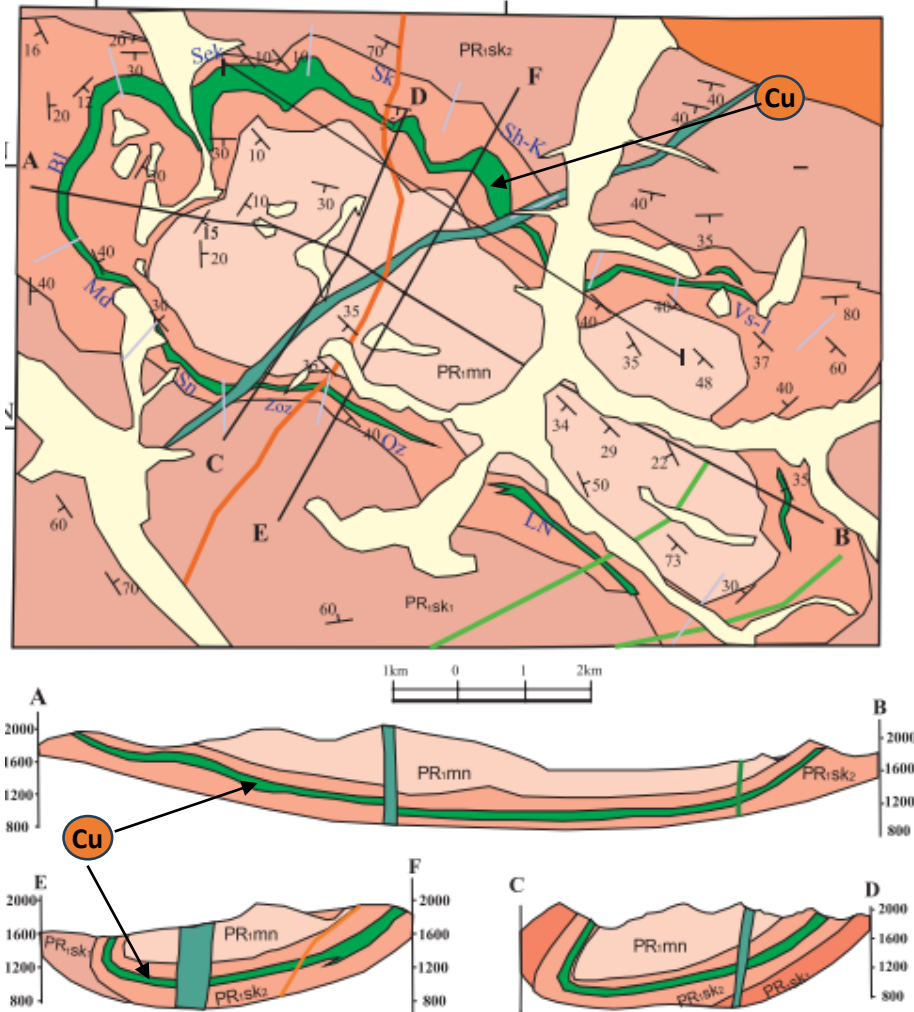 16
20
30
Sek
10
10
70
Sk
PR₁sk₂
F
D
Cu
40
40
40
12
20
A
Bl
30
30
10
Sh-K
10
30
40
35
15
20
40
40
Md
30
35
40
40
Vs-1
80
PR₁mn
35
48
37
60
Sn
Zoz
40
Oz
34
29
22
40
C
50
35
E
LN
B
60
73
70
60
PR₁sk₁
30
1km 0 1 2km
A
B
2000
1600
1200
800
PR₁mn
PR₁sk₂
2000
1600
1200
800
Cu
E
F
C
D
2000
1600
1200
800
PR₁sk₁
PR₁mn
PR₁sk₂
2000
1600
1200
800
PR₁mn
PR₁sk₂
PR₁sk₁
2000
1600
1200
800